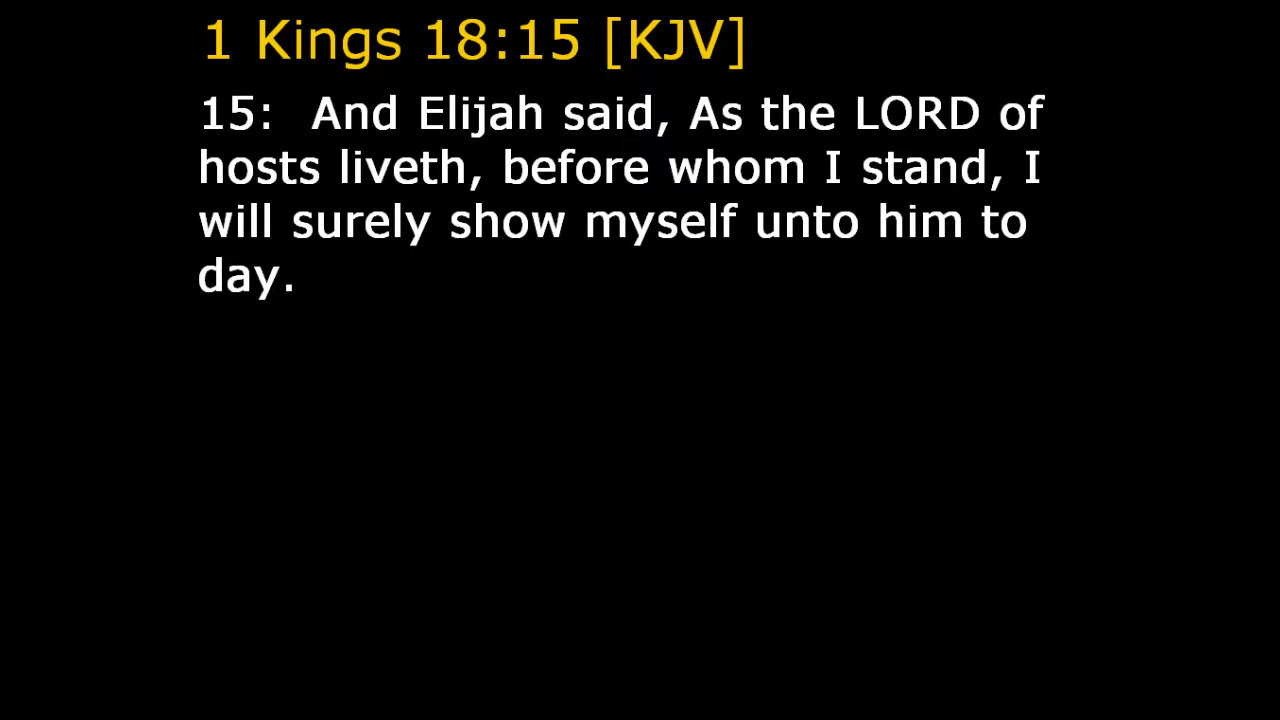 1 Kings 18:15 [KJV]
15:  And Elijah said, As the LORD of
hosts liveth, before whom I stand, I
will surely show myself unto him to
day.